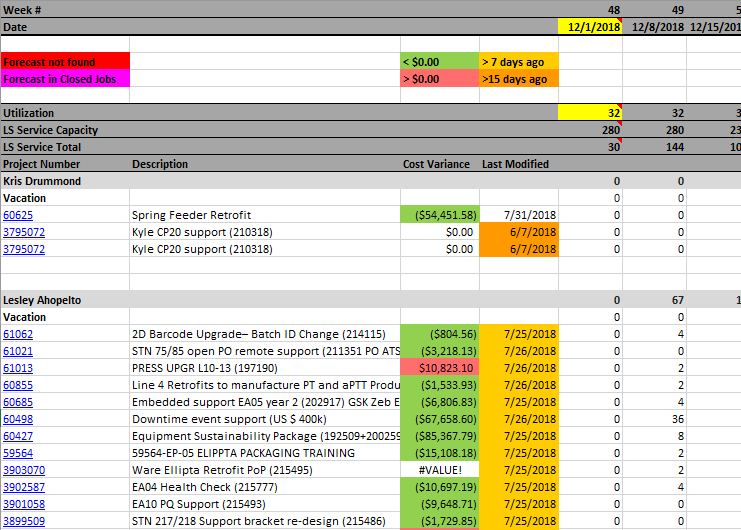 Week # 48 49 5
Date 12/1/2018 12/8/2018 12/15/201
Forecast not found < $0.00 > 7 days ago
Forecast in Closed Jobs > $0.00 >15 days ago
Utilization 32 32 3
LS Service Capacity 280 280 23
LS Service Total 30 144 10
Project Number Description Cost Variance Last Modified
Kris Drummond 0 0
Vacation 0 0
60625 Spring Feeder Retrofit ($54,451.58) 7/31/2018 0 0
3795072 Kyle CP20 support (210318) $0.00 6/7/2018 0 0
3795072 Kyle CP20 support (210318) $0.00 6/7/2018 0 0
Lesley Ahopelto 0 67 1
Vacation 0 0
61062 2D Barcode Upgrade– Batch ID Change (214115) ($804.56) 7/25/2018 0 4
61021 STN 75/85 open PO remote support (211351 PO ATS ($3,218.13) 7/26/2018 0 0
61013 PRESS UPGR L10-13 (197190) $10,823.10 7/26/2018 0 2
60855 Line 4 Retrofits to manufacture PT and aPTT Produ ($1,533.93) 7/26/2018 0 2
60685 Embedded support EA05 year 2 (202917) GSK Zeb E ($6,806.83) 7/25/2018 0 4
60498 Downtime event support (US $ 400k) ($67,658.60) 7/26/2018 0 36
60427 Equipment Sustainability Package (192509+200259 ($85,367.79) 7/25/2018 0 8
59564 59564-EP-05 ELIPPTA PACKAGING TRAINING ($15,108.18) 7/25/2018 0 2
3903070 Ware Ellipta Retrofit PoP (215495) #VALUE! 7/25/2018 0 2
3902587 EA04 Health Check (215777) ($10,697.19) 7/25/2018 0 4
3901058 EA10 PQ Support (215493) ($9,648.71) 7/25/2018 0 0
3899509 STN 217/218 Support bracket re-design (215486) ($1,729.85) 7/25/2018 0 0